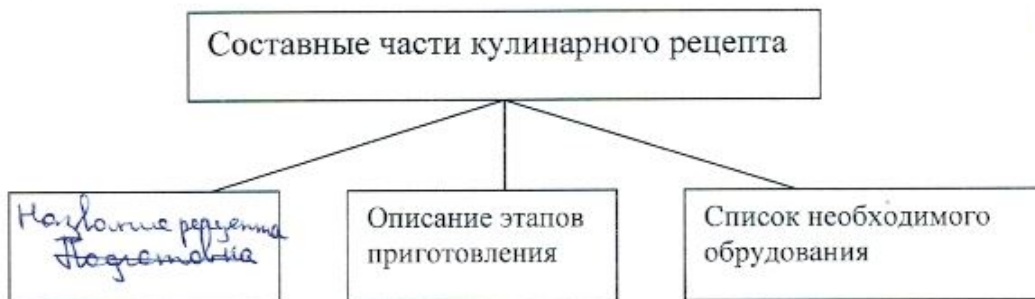 Составные части кулинарного рецепта
Название рецепта
Подготовка
Описание этапов
приготовления
Список необходимого
обрудования